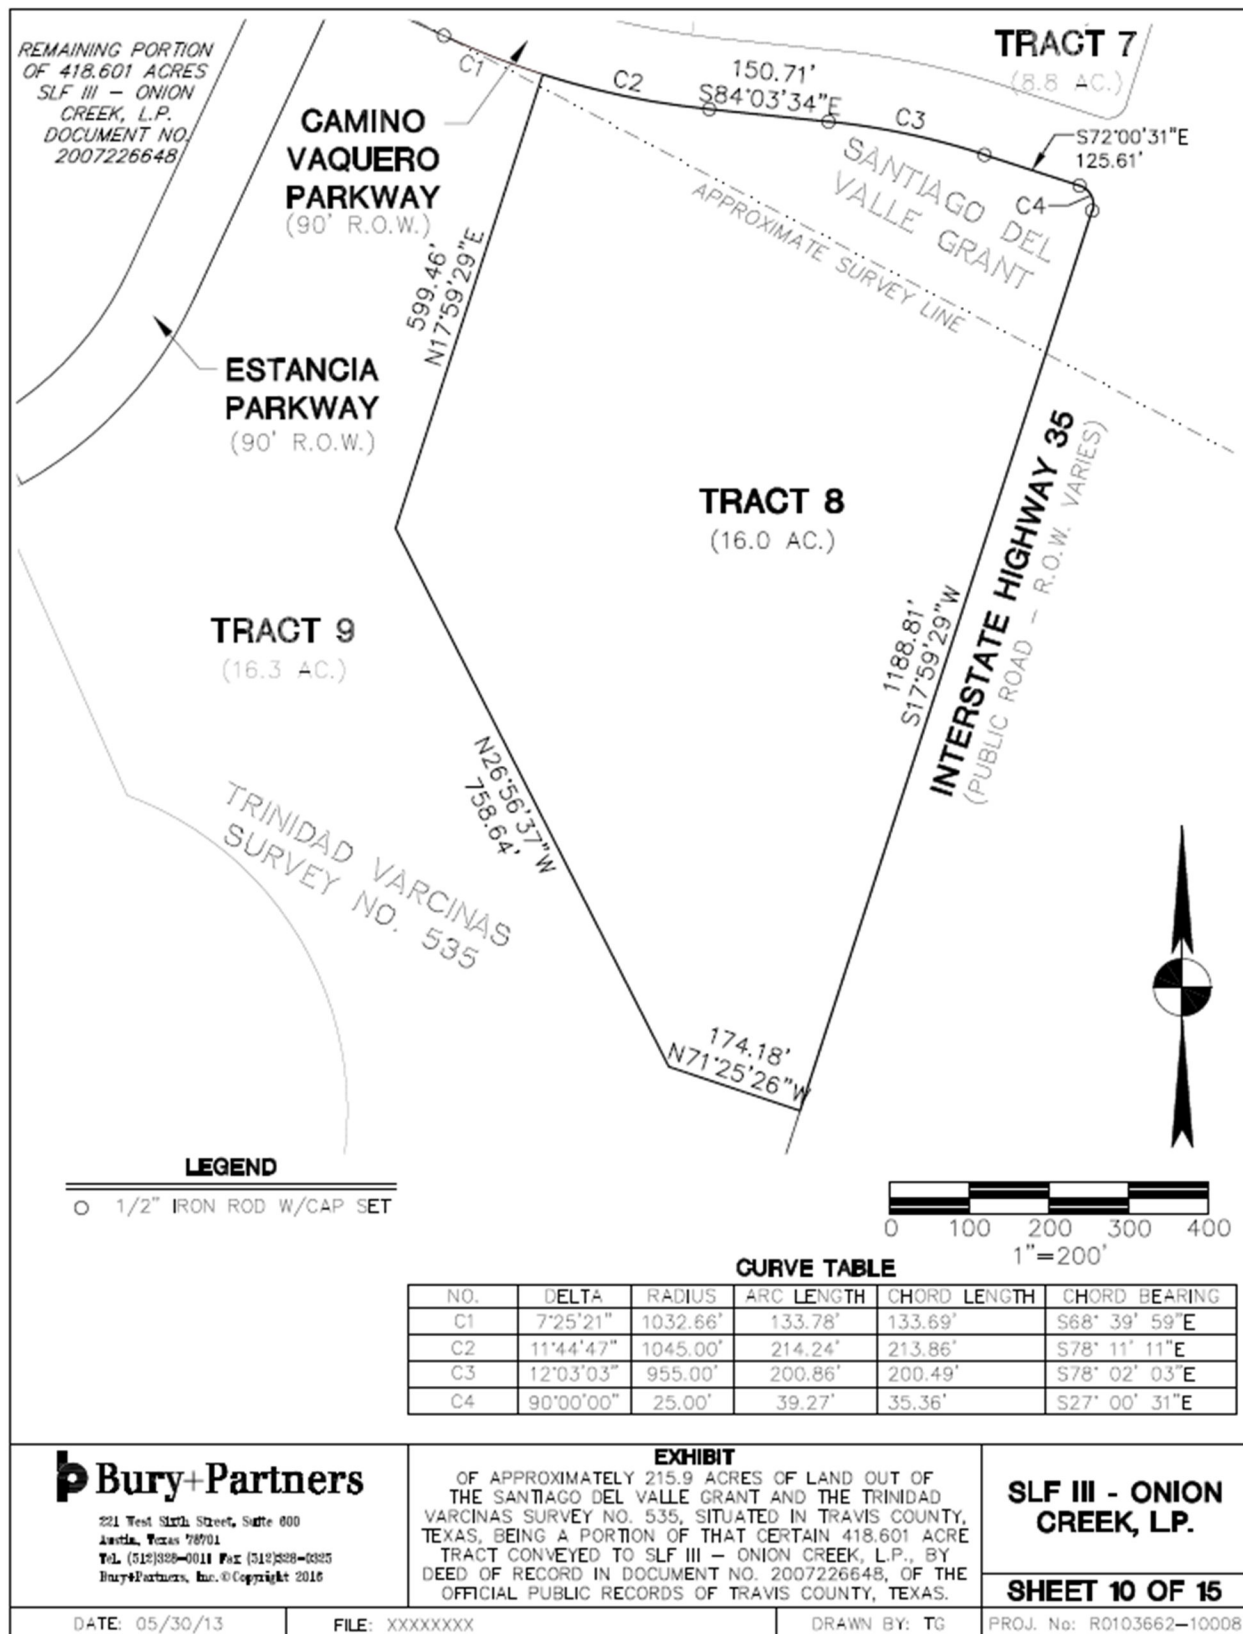 REMAINING PORTION
OF 418.601 ACRES
SLF III – ONION
CREEK, L.P.
DOCUMENT NO.
2007226648
C1
CAMINO
VAQUERO
PARKWAY
(90' R.O.W.)
C2
150.71'
S84°03'34"E
C3
TRACT 7
(8.8 AC.)
S72°00'31"E
125.61'
C4
SANTIAGO DEL
VALLE GRANT
APPROXIMATE SURVEY LINE
599.46'
N17°59'29"E
ESTANCIA
PARKWAY
(90' R.O.W.)
TRACT 8
(16.0 AC.)
INTERSTATE HIGHWAY 35
(PUBLIC ROAD – R.O.W. VARIES)
1188.81'
S17°59'29"W
TRACT 9
(16.3 AC.)
N26°56'37"W
758.64'
TRINIDAD VARCINAS
SURVEY NO. 535
174.18'
N71°25'26"W
LEGEND
1/2" IRON ROD W/CAP SET
0 100 200 300 400
1"=200'
CURVE TABLE
NO. DELTA RADIUS ARC LENGTH CHORD LENGTH CHORD BEARING
C1 7°25'21" 1032.66' 133.78' 133.69' S68° 39' 59"E
C2 11°44'47" 1045.00' 214.24' 213.86' S78° 11' 11"E
C3 12°03'03" 955.00' 200.86' 200.49' S78° 02' 03"E
C4 90°00'00" 25.00' 39.27' 35.36' S27° 00' 31"E
Bury+Partners
221 West Sixth Street, Suite 600
Austin, Texas 78701
Tel. (512)328-0011 Fax (512)328-0325
Bury+Partners, Inc. © Copyright 2013
EXHIBIT
OF APPROXIMATELY 215.9 ACRES OF LAND OUT OF
THE SANTIAGO DEL VALLE GRANT AND THE TRINIDAD
VARCINAS SURVEY NO. 535, SITUATED IN TRAVIS COUNTY,
TEXAS, BEING A PORTION OF THAT CERTAIN 418.601 ACRE
TRACT CONVEYED TO SLF III – ONION CREEK, L.P., BY
DEED OF RECORD IN DOCUMENT NO. 2007226648, OF THE
OFFICIAL PUBLIC RECORDS OF TRAVIS COUNTY, TEXAS.
SLF III - ONION
CREEK, L.P.
SHEET 10 OF 15
DATE: 05/30/13 FILE: XXXXXXXX DRAWN BY: TG PROJ. No: R0103662–10008